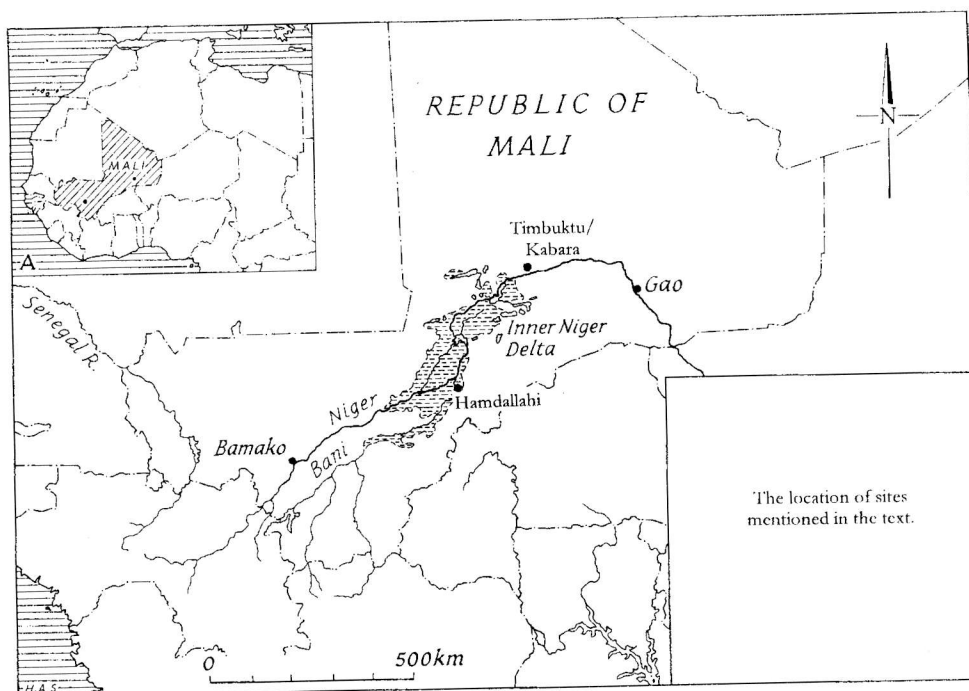 MALI
A
REPUBLIC OF
MALI
N
Timbuktu/
Kabara
Gao
Senegal R.
Inner Niger
Delta
Niger
Hamdallahi
Bamako
Bani
The location of sites
mentioned in the text.
0 500km
H.A.S.